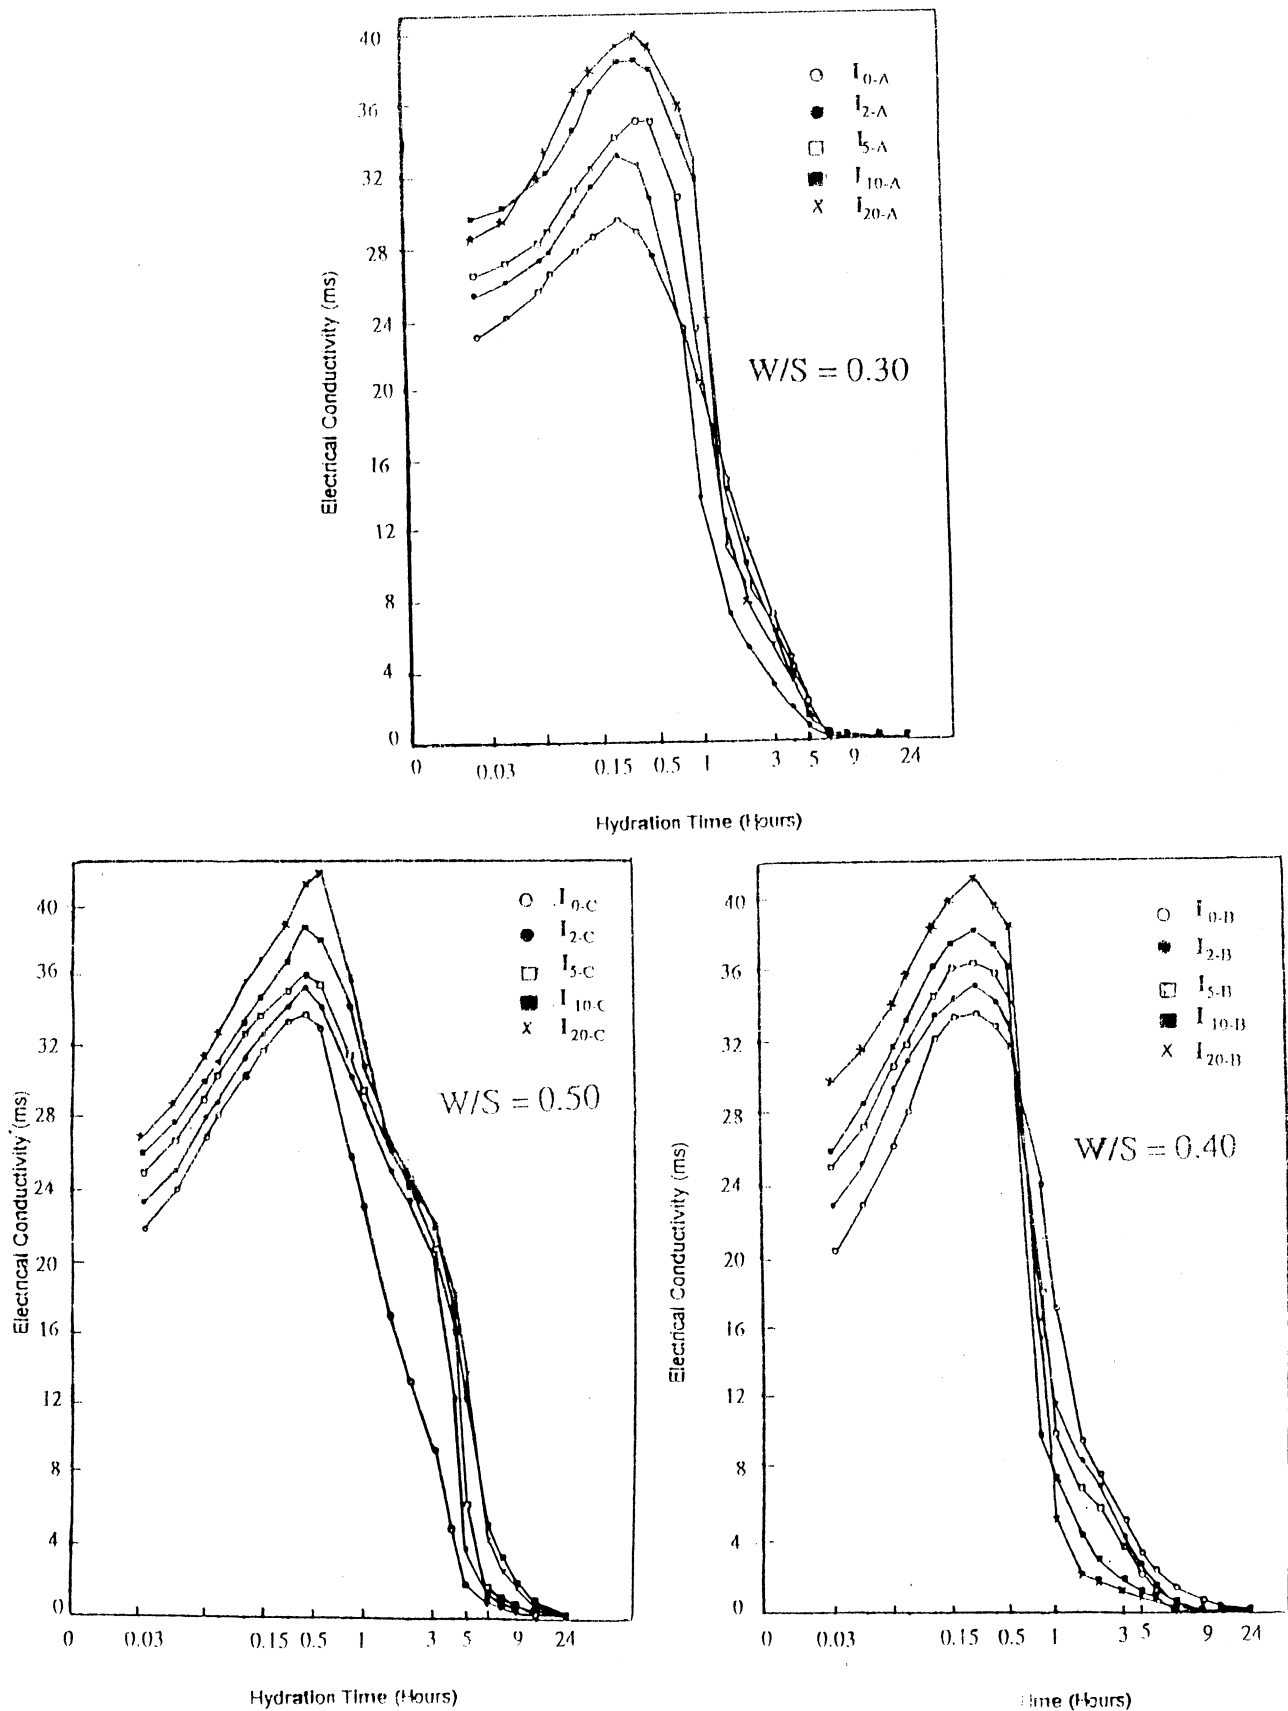 40
36
32
28
24
20
16
12
8
4
0
Electrical Conductivity (ms)
I0-A
I2-A
I5-A
I10-A
I20-A
W/S = 0.30
0 0.03 0.15 0.5 1 3 5 9 24
Hydration Time (Hours)
40
36
32
28
24
20
16
12
8
4
0
Electrical Conductivity (ms)
I0-C
I2-C
I5-C
I10-C
I20-C
W/S = 0.50
0 0.03 0.15 0.5 1 3 5 9 24
Hydration Time (Hours)
40
36
32
28
24
20
16
12
8
4
0
Electrical Conductivity (ms)
I0-B
I2-B
I5-B
I10-B
I20-B
W/S = 0.40
0 0.03 0.15 0.5 1 3 5 9 24
Time (Hours)